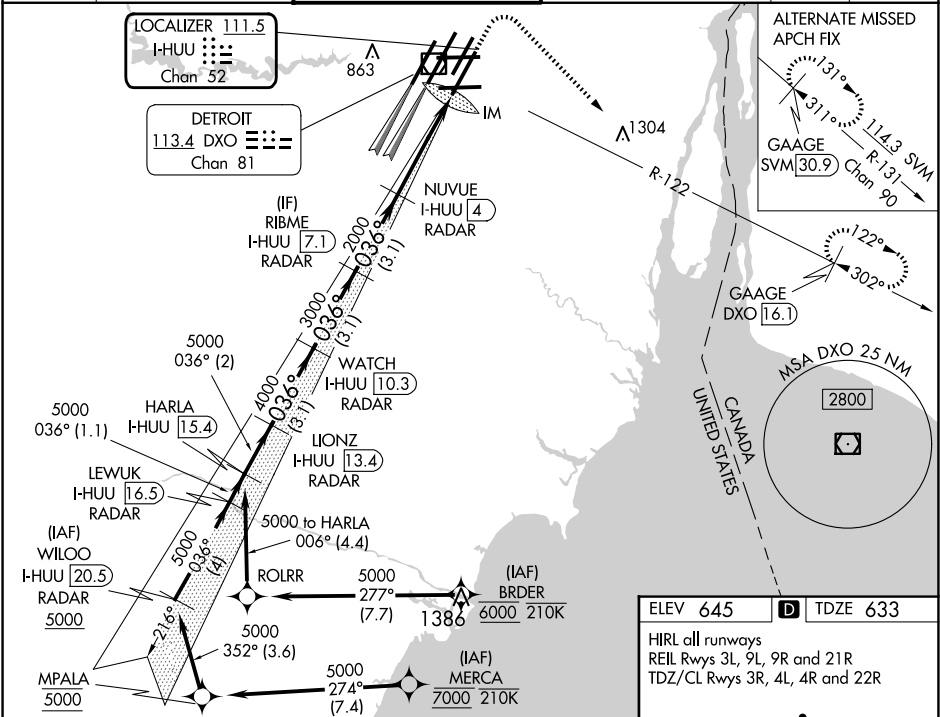 LOCALIZER 111.5
I-HUU
Chan 52
863
DETROIT
113.4 DXO
Chan 81
IM
1304
R-122
ALTERNATE MISSED
APCH FIX
131°
311°
114.3 SVM
R-131
Chan 90
GAAGE
SVM 30.9
122°
302°
GAAGE
DXO 16.1
NUVUE
I-HUU 4
RADAR
(IF)
RIBME
I-HUU 7.1
RADAR
2000
036°
(3.1)
3000
036°
(3.1)
WATCH
I-HUU 10.3
RADAR
4000
036°
(3.1)
LIONZ
I-HUU 13.4
RADAR
5000
036° (2)
HARLA
I-HUU 15.4
5000
036° (1.1)
LEWUK
I-HUU 16.5
RADAR
5000
036°
(4)
(IAF)
WILOO
I-HUU 20.5
RADAR
5000
216°
5000 to HARLA
006° (4.4)
ROLRR
5000
277°
(7.7)
(IAF)
BRDER
6000 210K
1386
5000
352° (3.6)
MPALA
5000
5000
274°
(7.4)
(IAF)
MERCA
7000 210K
CANADA
UNITED STATES
MSA DXO 25 NM
2800
ELEV 645 D TDZE 633
HIRL all runways
REIL Rwys 3L, 9L, 9R and 21R
TDZ/CL Rwys 3R, 4L, 4R and 22R